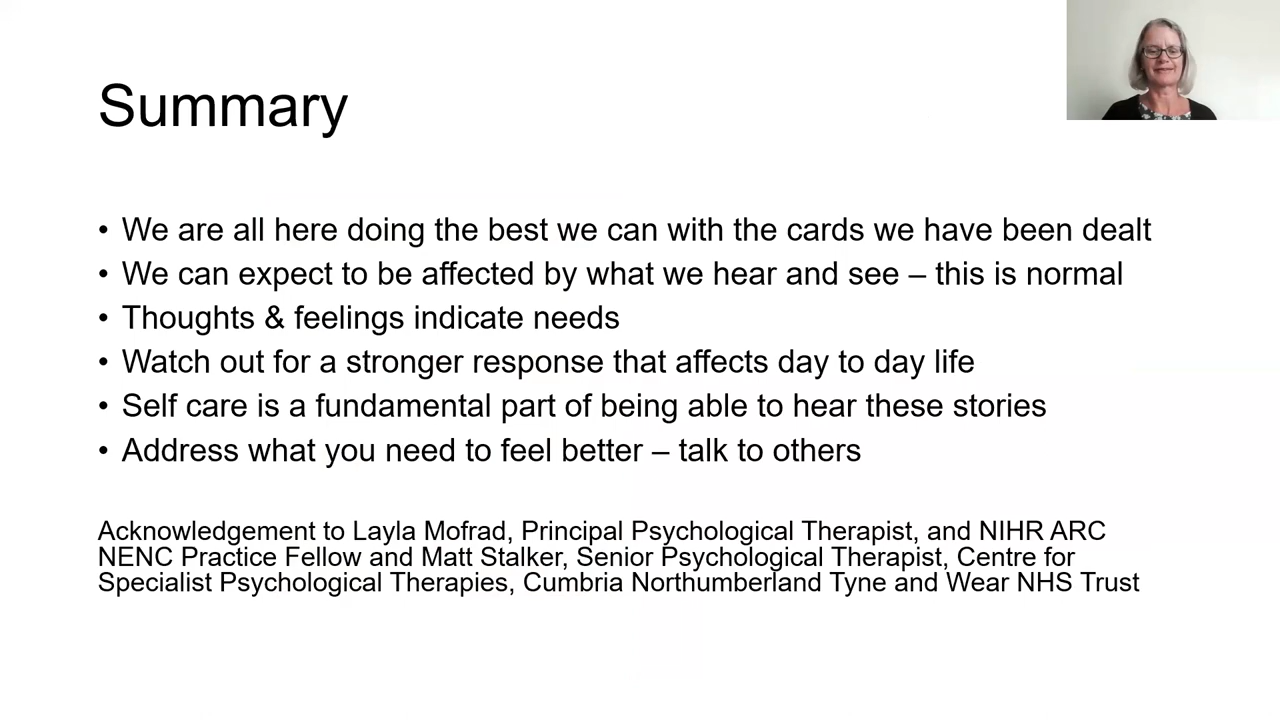 Summary
• We are all here doing the best we can with the cards we have been dealt
• We can expect to be affected by what we hear and see – this is normal
• Thoughts & feelings indicate needs
• Watch out for a stronger response that affects day to day life
• Self care is a fundamental part of being able to hear these stories
• Address what you need to feel better – talk to others
Acknowledgement to Layla Mofrad, Principal Psychological Therapist, and NIHR ARC
NENC Practice Fellow and Matt Stalker, Senior Psychological Therapist, Centre for
Specialist Psychological Therapies, Cumbria Northumberland Tyne and Wear NHS Trust